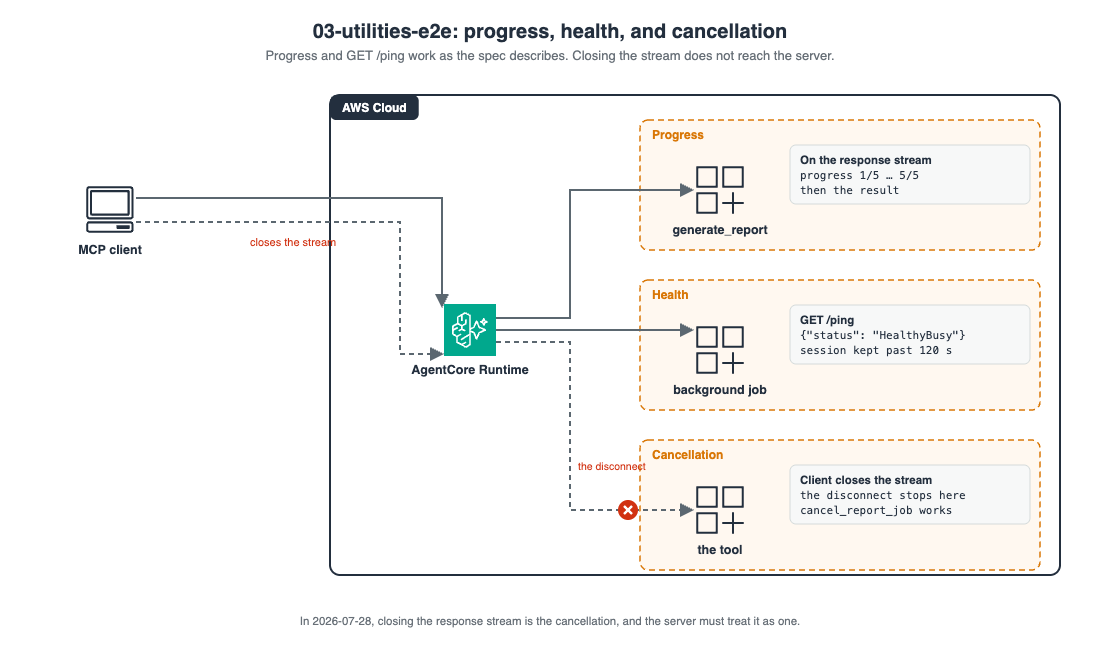 03-utilities-e2e: progress, health, and cancellation
Progress and GET /ping work as the spec describes. Closing the stream does not reach the server.
AWS Cloud
Progress
On the response stream
progress 1/5 … 5/5
then the result
generate_report
closes the stream
MCP client
Health
GET /ping
{"status": "HealthyBusy"}
session kept past 120 s
background job
AgentCore Runtime
Cancellation
the disconnect
Client closes the stream
the disconnect stops here
cancel_report_job works
the tool
In 2026-07-28, closing the response stream is the cancellation, and the server must treat it as one.